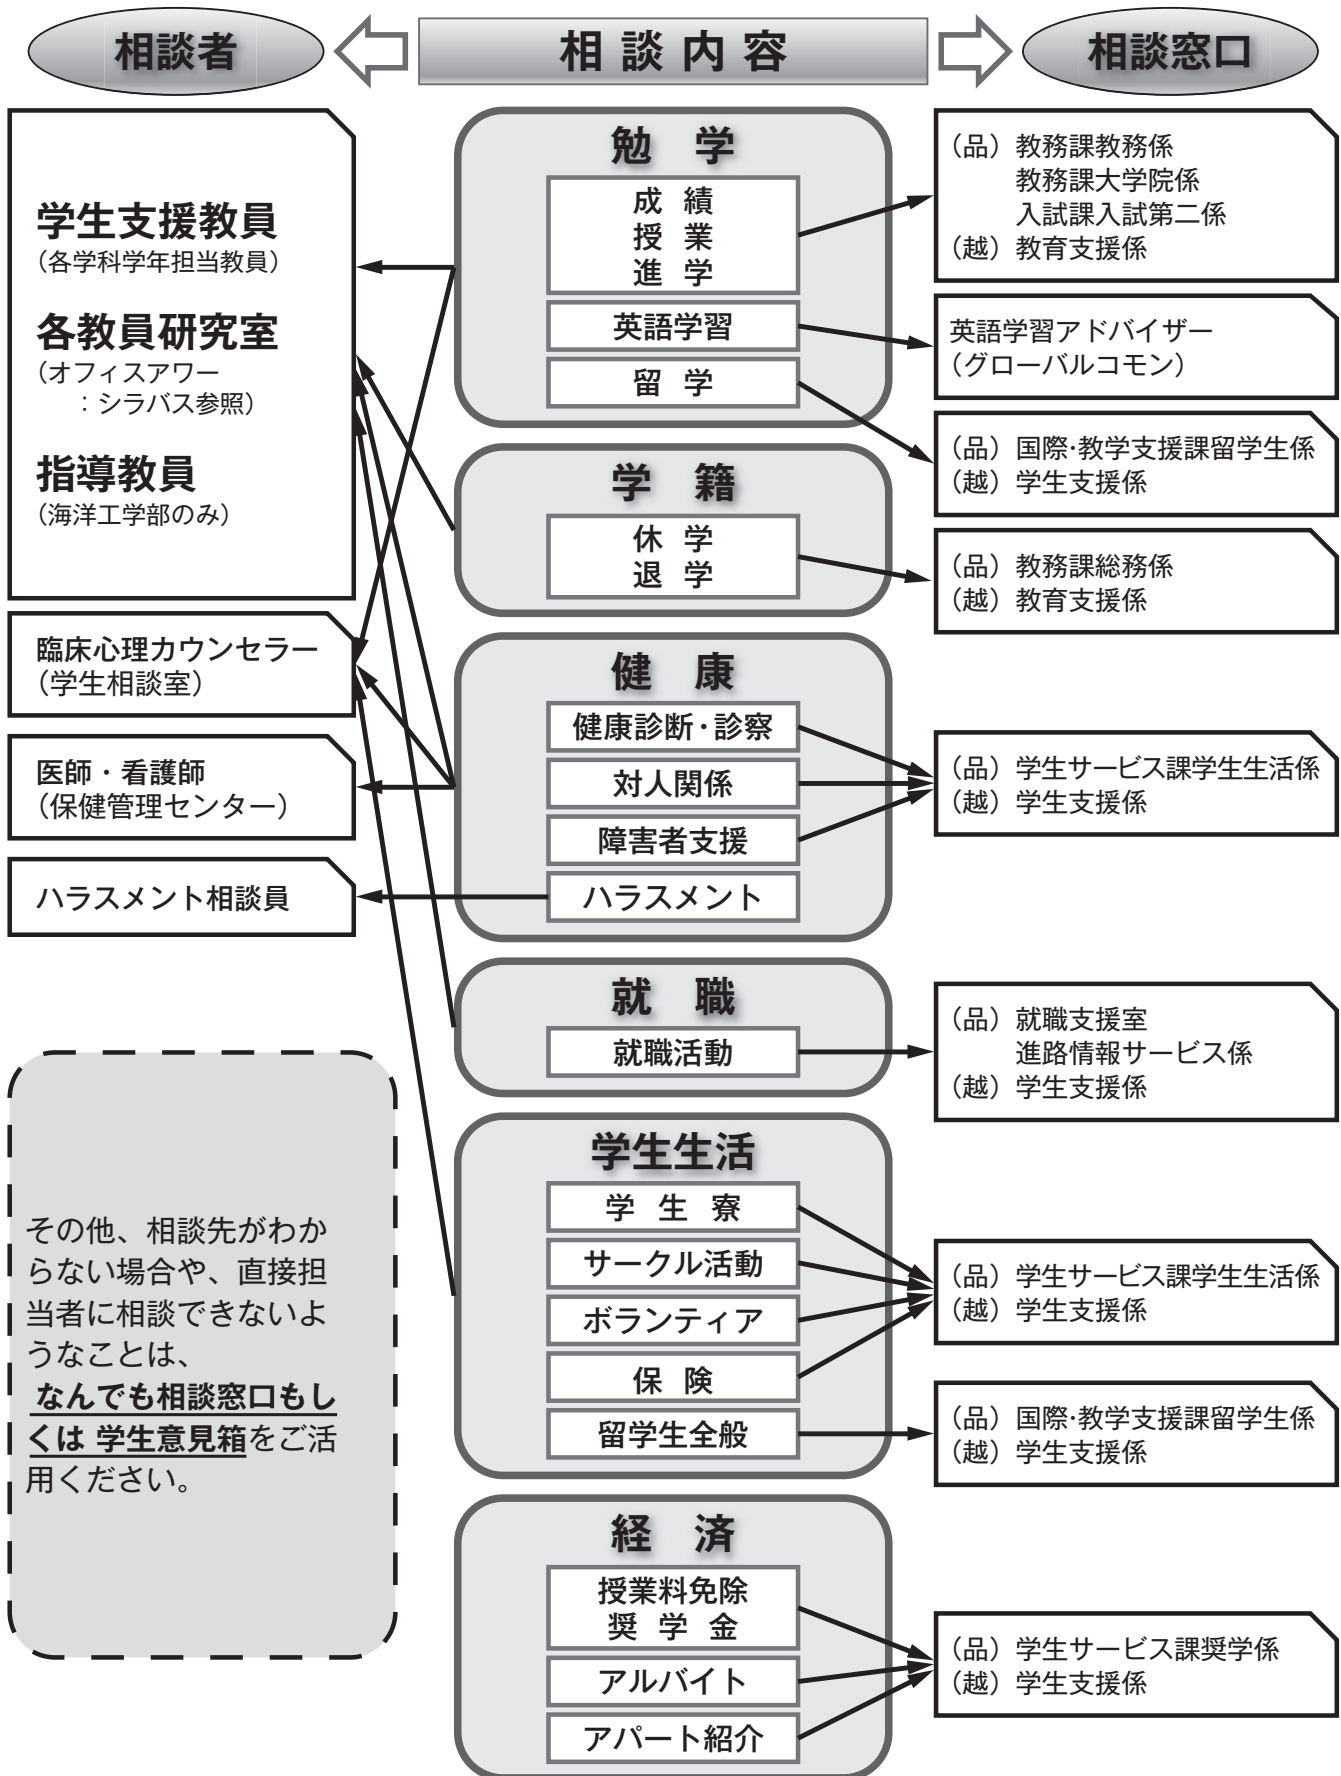 相談者
相談内容
相談窓口
学生支援教員
（各学科学年担当教員）
各教員研究室
（オフィスアワー
：シラバス参照）
指導教員
（海洋工学部のみ）
臨床心理カウンセラー
（学生相談室）
医師・看護師
（保健管理センター）
ハラスメント相談員
その他、相談先がわか
らない場合や、直接担
当者に相談できないよ
うなことは、
なんでも相談窓口もし
くは 学生意見箱をご活
用ください。
勉 学
成 績
授 業
進 学
英語学習
留 学
学 籍
休 学
退 学
健 康
健康診断・診察
対人関係
障害者支援
ハラスメント
就 職
就職活動
学生生活
学 生 寮
サークル活動
ボランティア
保 険
留学生全般
経 済
授業料免除
奨 学 金
アルバイト
アパート紹介
（品）教務課教務係
教務課大学院係
入試課入試第二係
（越）教育支援係
英語学習アドバイザー
（グローバルコモン）
（品）国際・教学支援課留学生係
（越）学生支援係
（品）教務課総務係
（越）教育支援係
（品）学生サービス課学生生活係
（越）学生支援係
（品）就職支援室
進路情報サービス係
（越）学生支援係
（品）学生サービス課学生生活係
（越）学生支援係
（品）国際・教学支援課留学生係
（越）学生支援係
（品）学生サービス課奨学係
（越）学生支援係